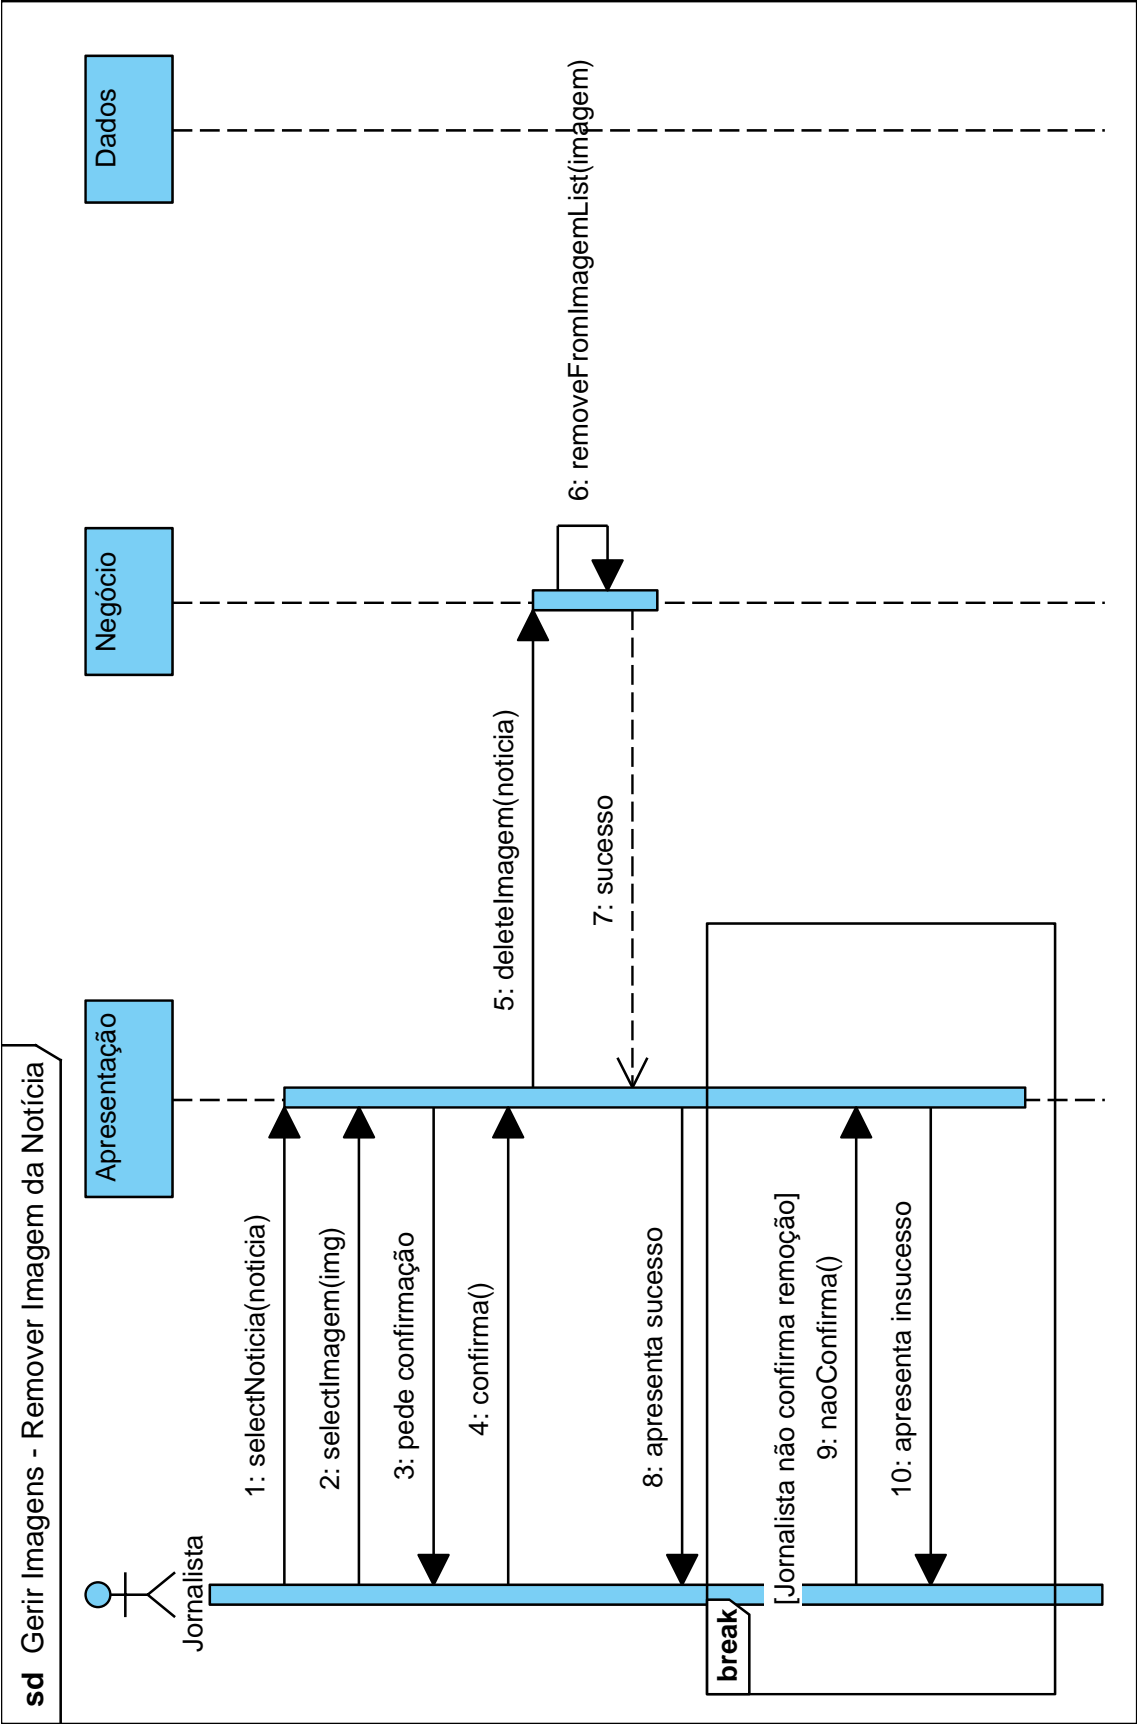 sd Gerir Imagens - Remover Imagem da Notícia
Jornalista
Apresentação
Negócio
Dados
1: selectNoticia(noticia)
2: selectImagem(img)
3: pede confirmação
4: confirma()
5: deleteImagem(noticia)
6: removeFromImagemList(imagem)
7: sucesso
8: apresenta sucesso
break
[Jornalista não confirma remoção]
9: naoConfirma()
10: apresenta insucesso